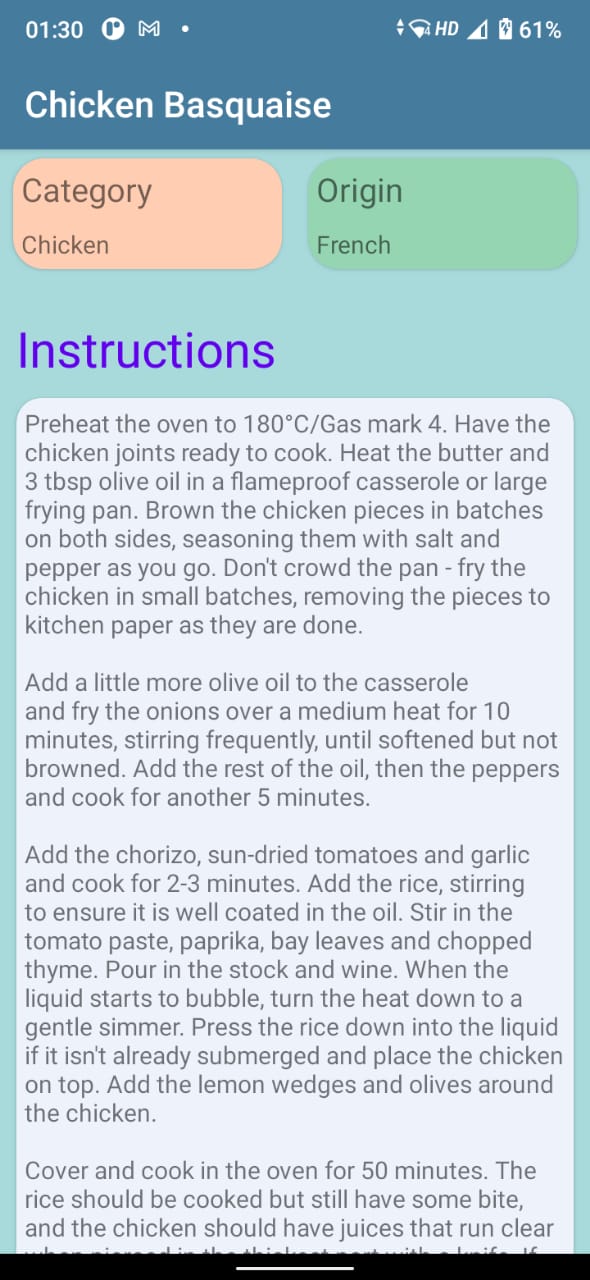 01:30
HD
61%
Chicken Basquaise
Category
Origin
Chicken
French
Instructions
Preheat the oven to 180°C/Gas mark 4. Have the
chicken joints ready to cook. Heat the butter and
3 tbsp olive oil in a flameproof casserole or large
frying pan. Brown the chicken pieces in batches
on both sides, seasoning them with salt and
pepper as you go. Don't crowd the pan - fry the
chicken in small batches, removing the pieces to
kitchen paper as they are done.
Add a little more olive oil to the casserole
and fry the onions over a medium heat for 10
minutes, stirring frequently, until softened but not
browned. Add the rest of the oil, then the peppers
and cook for another 5 minutes.
Add the chorizo, sun-dried tomatoes and garlic
and cook for 2-3 minutes. Add the rice, stirring
to ensure it is well coated in the oil. Stir in the
tomato paste, paprika, bay leaves and chopped
thyme. Pour in the stock and wine. When the
liquid starts to bubble, turn the heat down to a
gentle simmer. Press the rice down into the liquid
if it isn't already submerged and place the chicken
on top. Add the lemon wedges and olives around
the chicken.
Cover and cook in the oven for 50 minutes. The
rice should be cooked but still have some bite,
and the chicken should have juices that run clear